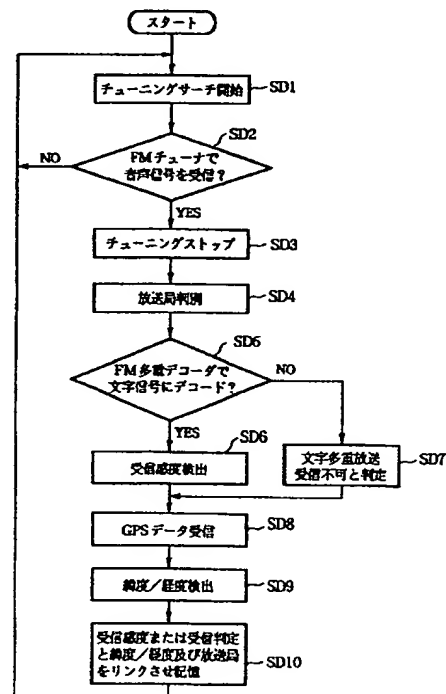 スタート
チューニングサーチ開始
SD1
SD2
FMチューナで
音声信号を受信?
NO
YES
チューニングストップ
SD3
放送局判別
SD4
SD5
FM多重デコーダで
文字信号にデコード?
NO
YES
SD6
受信感度検出
文字多重放送
受信不可と判定
SD7
GPSデータ受信
SD8
緯度/経度検出
SD9
受信感度または受信判定
と緯度/経度及び放送局
をリンクさせ記憶
SD10